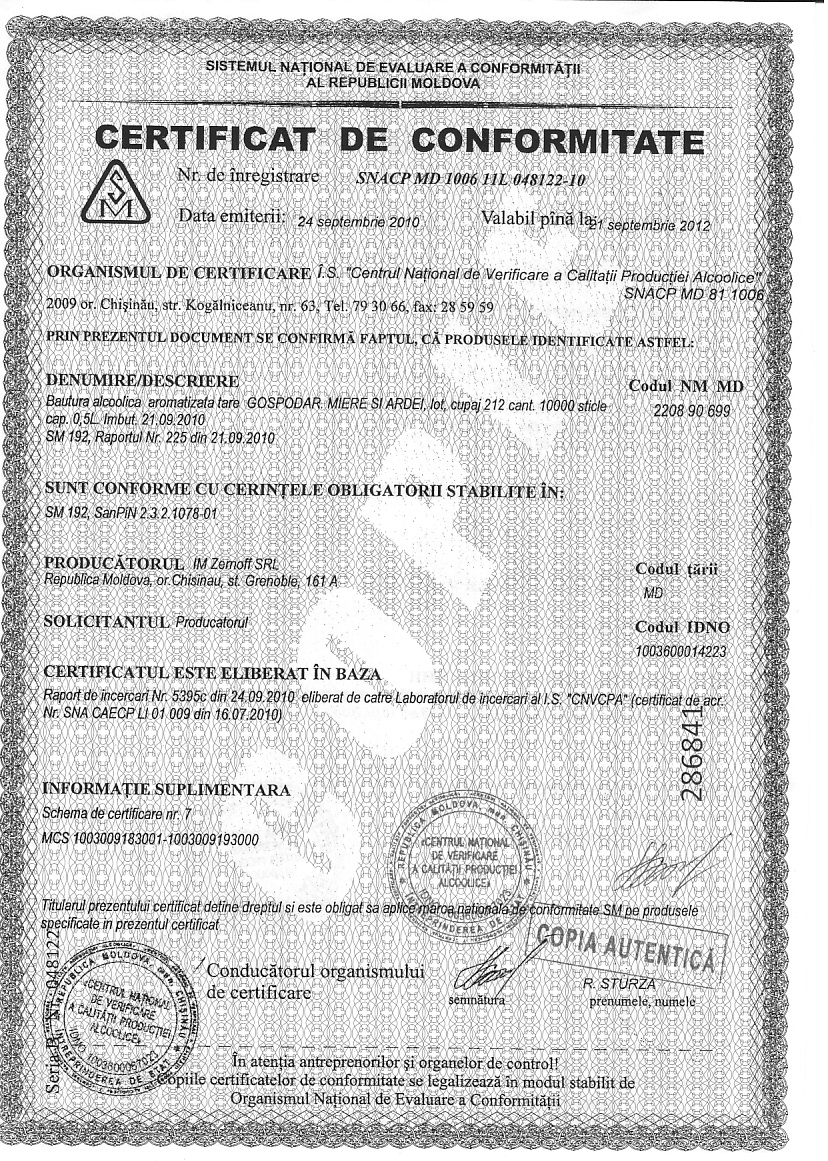 SISTEMUL NAȚIONAL DE EVALUARE A CONFORMITĂȚII
AL REPUBLICII MOLDOVA
CERTIFICAT DE CONFORMITATE
SM
Nr. de înregistrare SNACP MD 1006 11L 048122-10
Data emiterii: 24 septembrie 2010 Valabil pînă la: 21 septembrie 2012
ORGANISMUL DE CERTIFICARE Î.S. "Centrul Național de Verificare a Calitații Producției Alcoolice"
SNACP MD 81 1006
2009 or. Chișinău, str. Kogâlniceanu, nr. 63, Tel. 79 30 66, fax: 28 59 59
PRIN PREZENTUL DOCUMENT SE CONFIRMĂ FAPTUL, CĂ PRODUSELE IDENTIFICATE ASTFEL:
DENUMIRE/DESCRIERE Codul NM MD
Bautura alcoolica aromatizata tare GOSPODAR. MIERE SI ARDEI, lot, cupaj 212 cant. 10000 sticle 2208 90 699
cap. 0,5L. Imbut. 21.09.2010
SM 192, Raportul Nr. 225 din 21.09.2010
SUNT CONFORME CU CERINȚELE OBLIGATORII STABILITE ÎN:
SM 192, SanPiN 2.3.2.1078-01
PRODUCĂTORUL IM Zernoff SRL Codul țării
Republica Moldova, or.Chisinau, st. Grenoble, 161 A
MD
SOLICITANTUL Producatorul Codul IDNO
1003600014223
CERTIFICATUL ESTE ELIBERAT ÎN BAZA
Raport de incercari Nr. 5395c din 24.09.2010 eliberat de catre Laboratorul de incercari al I.S. "CNVCPA" (certificat de acr.
Nr. SNA CAECP LI 01 009 din 16.07.2010)
286841
INFORMAȚIE SUPLIMENTARA
Schema de certificare nr. 7
MCS 1003009183001-1003009193000
REPUBLICA MOLDOVA, mun. CHIȘINĂU
«CENTRUL NAȚIONAL
DE VERIFICARE
A CALITĂȚII PRODUCȚIEI
ALCOOLICE»
ÎNTREPRINDEREA DE STAT
Titularul prezentului certificat detine dreptul si este obligat sa aplice marca nationala de conformitate SM pe produsele
specificate in prezentul certificat
COPIA AUTENTICĂ
Conducătorul organismului
de certificare
semnătura
R. STURZA
prenumele, numele
REPUBLICA MOLDOVA, mun. CHIȘINĂU
«CENTRUL NAȚIONAL
DE VERIFICARE
A CALITĂȚII PRODUCȚIEI
ALCOOLICE»
ÎNTREPRINDEREA DE STAT
În atenția antreprenorilor și organelor de control!
Copiile certificatelor de conformitate se legalizează în modul stabilit de
Organismul Național de Evaluare a Conformității
COPIE